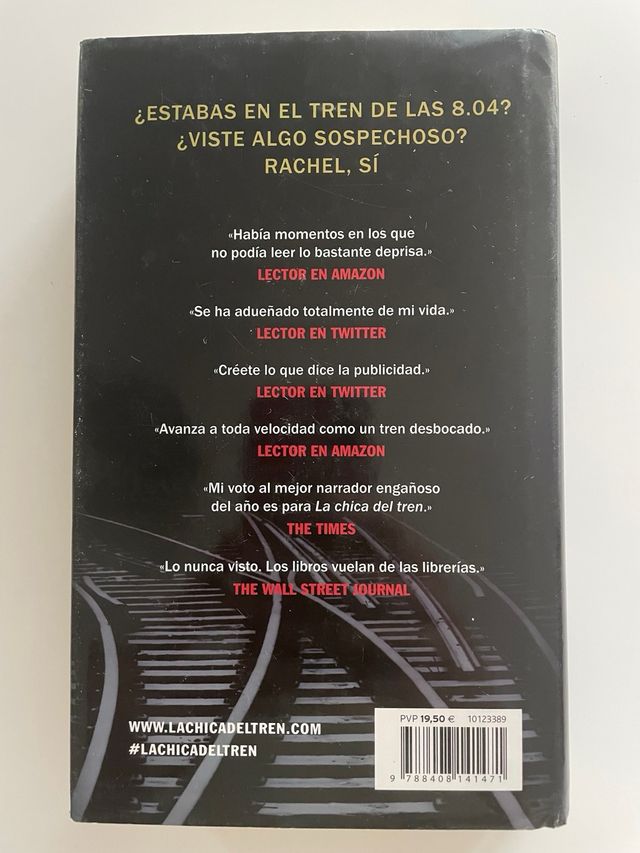 ¿ESTABAS EN EL TREN DE LAS 8.04?
¿VISTE ALGO SOSPECHOSO?
RACHEL, SÍ
«Había momentos en los que
no podía leer lo bastante deprisa.»
LECTOR EN AMAZON
«Se ha adueñado totalmente de mi vida.»
LECTOR EN TWITTER
«Créete lo que dice la publicidad.»
LECTOR EN TWITTER
«Avanza a toda velocidad como un tren desbocado.»
LECTOR EN AMAZON
«Mi voto al mejor narrador engañoso
del año es para La chica del tren.»
THE TIMES
«Lo nunca visto. Los libros vuelan de las librerías.»
THE WALL STREET JOURNAL
WWW.LACHICADELTREN.COM
#LACHICADELTREN
PVP 19,50 € 10123389
9 788408 141471